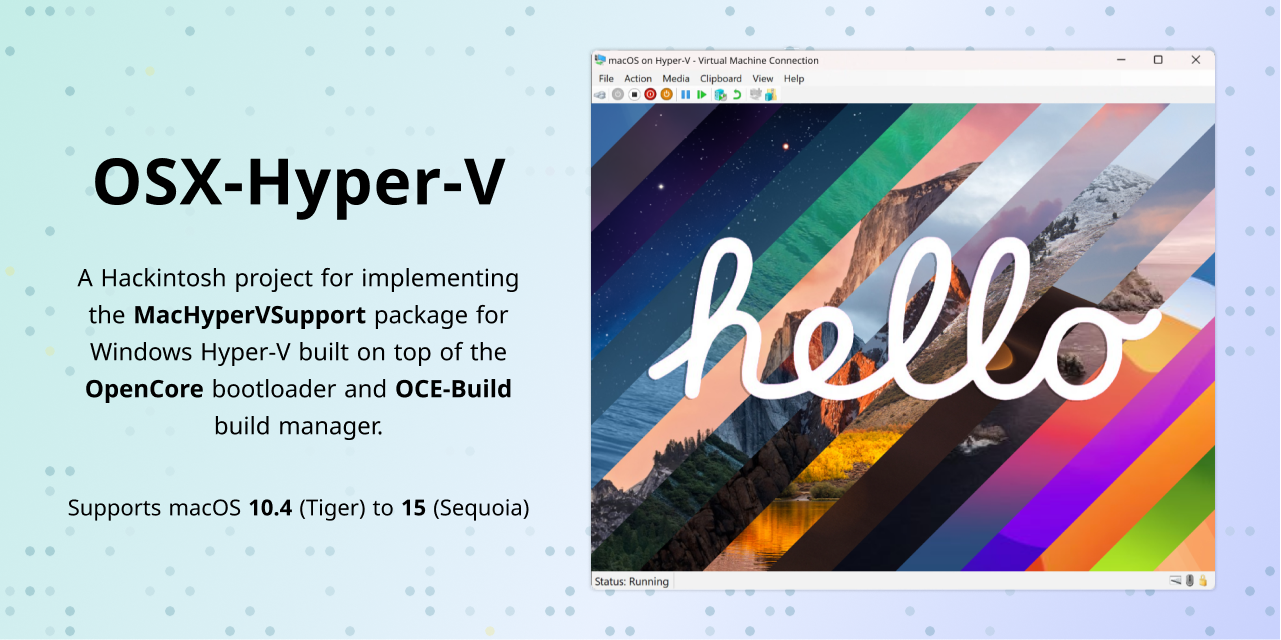 OSX-Hyper-V
A Hackintosh project for implementing
the MacHyperVSupport package for
Windows Hyper-V built on top of the
OpenCore bootloader and OCE-Build
build manager.
Supports macOS 10.4 (Tiger) to 15 (Sequoia)
macOS on Hyper-V - Virtual Machine Connection
File Action Media Clipboard View Help
hello
Status: Running